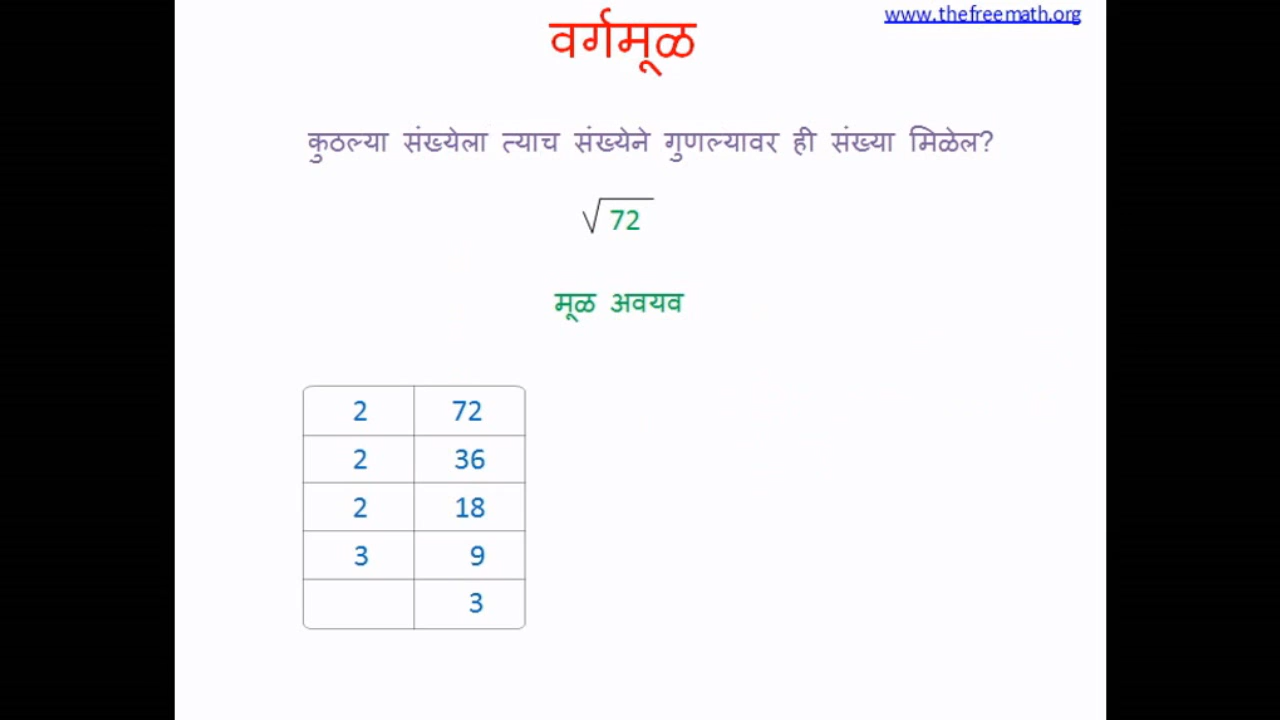 www.thefreemath.org
वर्गमूळ
कुठल्या संख्येला त्याच संख्येने गुणल्यावर ही संख्या मिळेल?
√72
मूळ अवयव
2 72
2 36
2 18
3 9
3